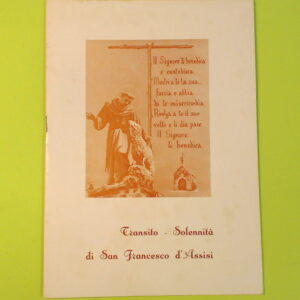 Il Signore ti benedica
e custodisca.
Mostri a te la sua
faccia e abbia
di te misericordia
Rivolga a te il suo
volto e ti dia pace
Il Signore
ti benedica
Transito - Solennità
di San Francesco d'Assisi